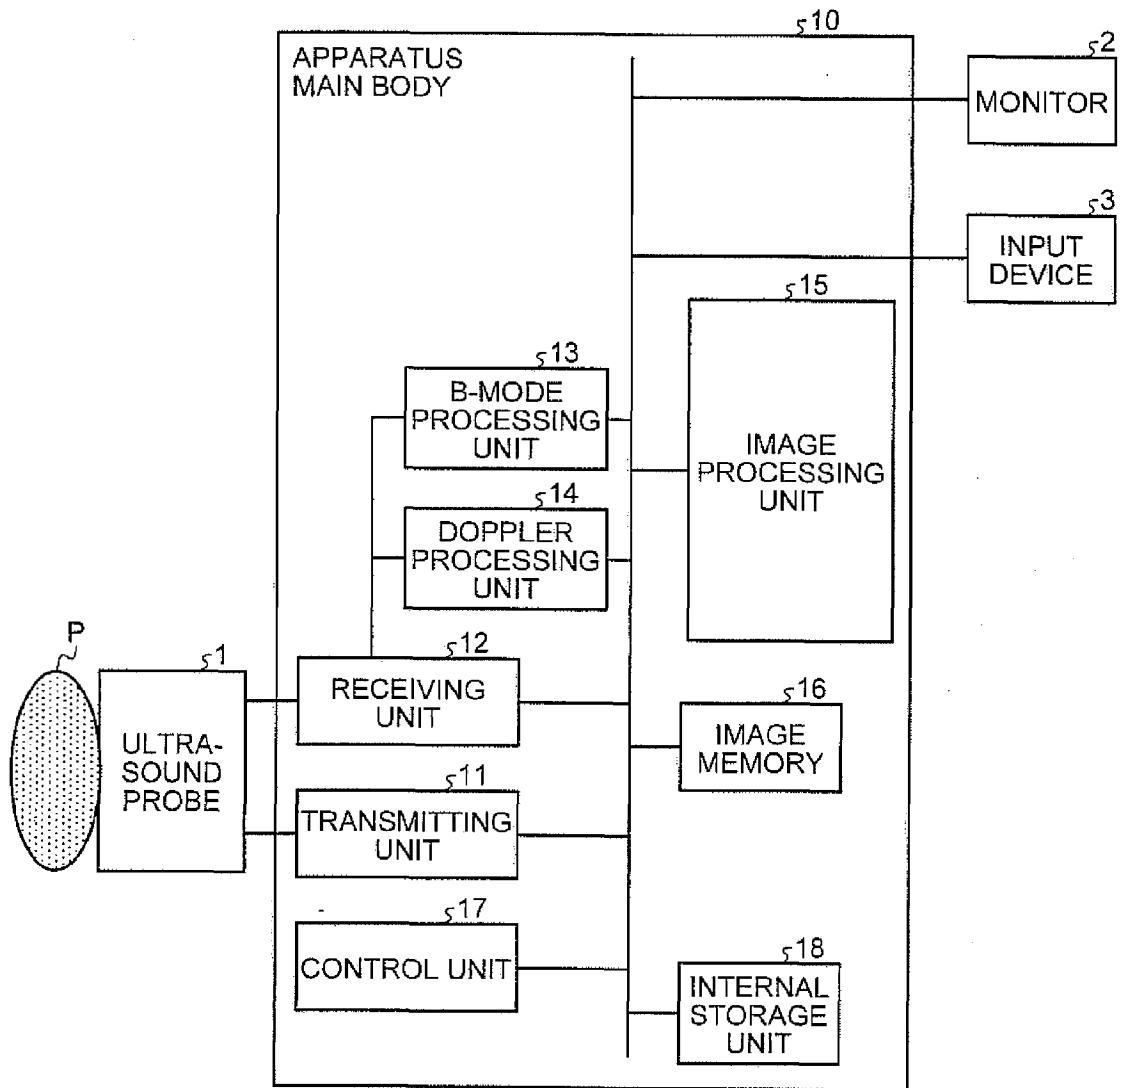 10
APPARATUS
MAIN BODY
2
MONITOR
3
INPUT
DEVICE
15
IMAGE
PROCESSING
UNIT
13
B-MODE
PROCESSING
UNIT
14
DOPPLER
PROCESSING
UNIT
P
1
ULTRA-
SOUND
PROBE
12
RECEIVING
UNIT
16
IMAGE
MEMORY
11
TRANSMITTING
UNIT
17
CONTROL UNIT
18
INTERNAL
STORAGE
UNIT